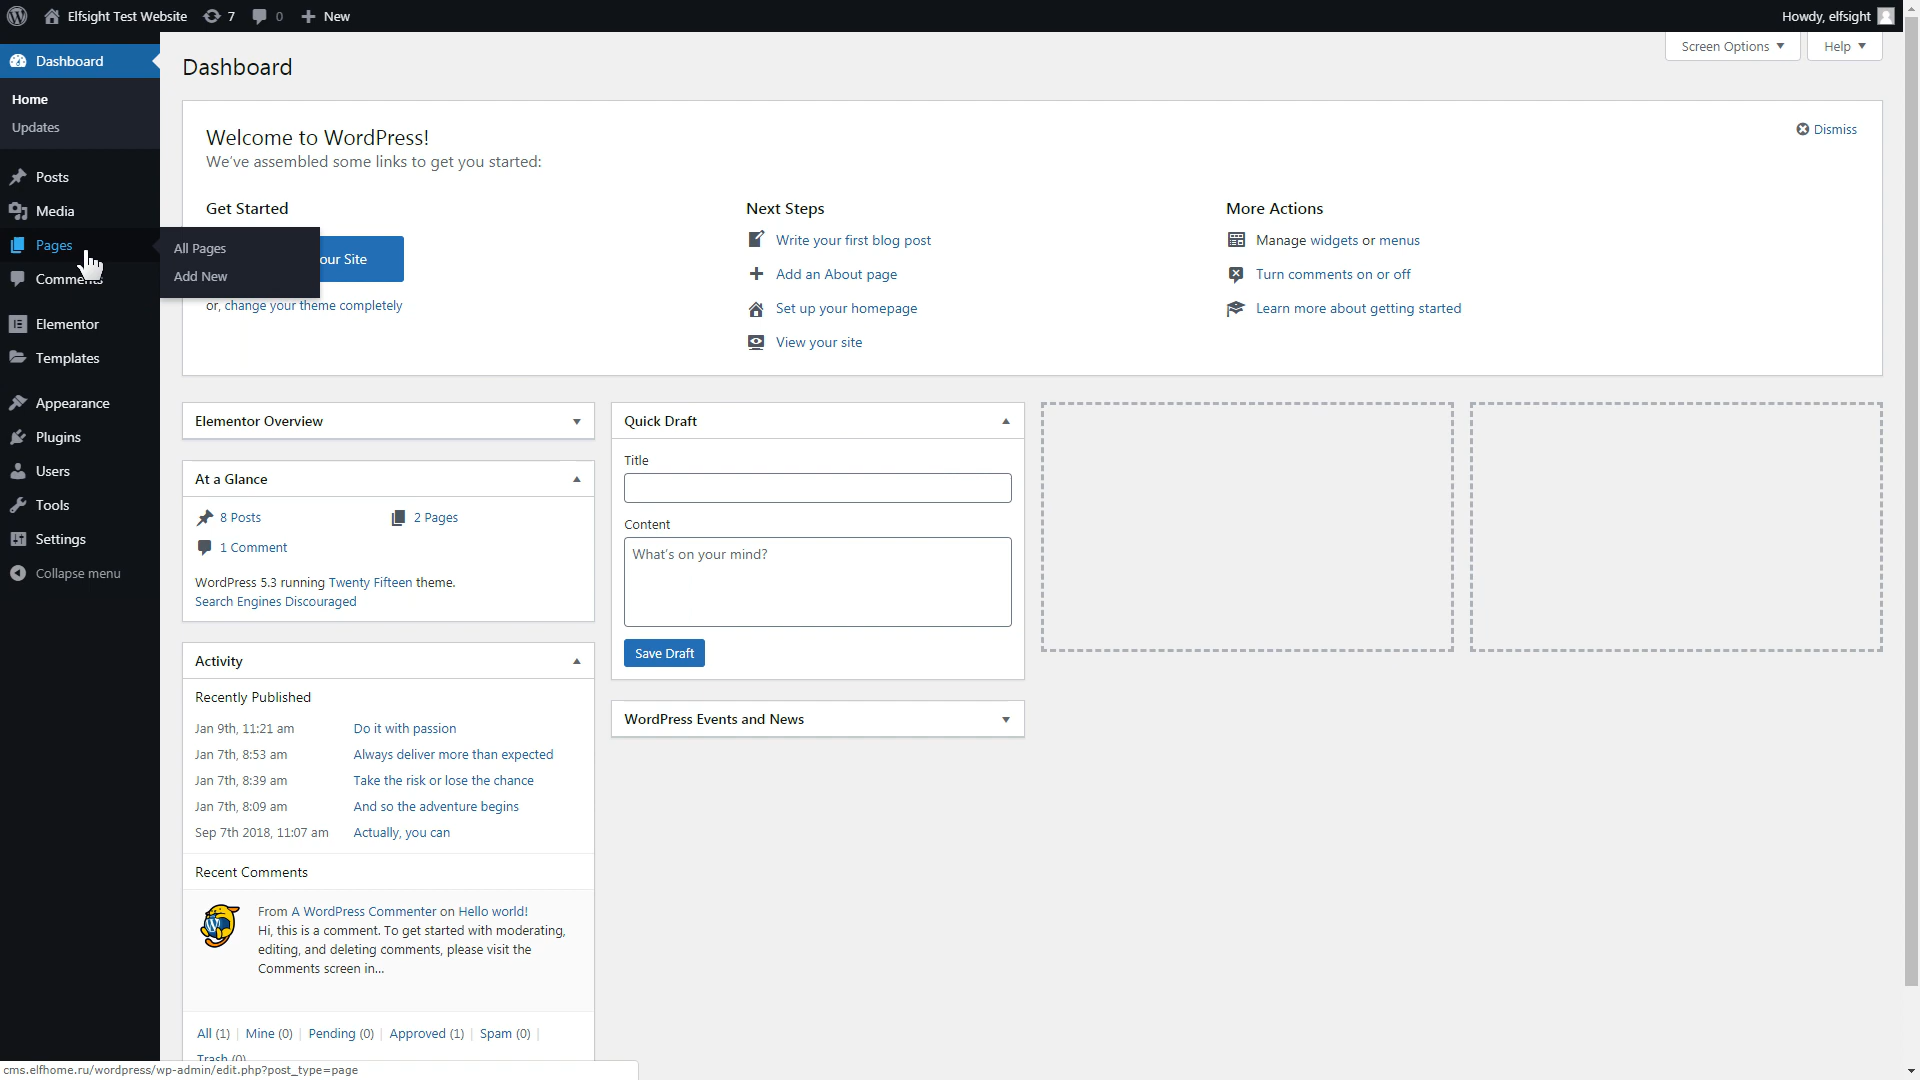 Elfsight Test Website
7
0
New
Howdy, elfsight
Screen Options
Help
Dashboard
Home
Updates
Posts
Media
Pages
Comments
Elementor
Templates
Appearance
Plugins
Users
Tools
Settings
Collapse menu
All Pages
Add New
Dashboard
Welcome to WordPress!
We've assembled some links to get you started:
Dismiss
Get Started
our Site
or, change your theme completely
Next Steps
Write your first blog post
Add an About page
Set up your homepage
View your site
More Actions
Manage widgets or menus
Turn comments on or off
Learn more about getting started
Elementor Overview
At a Glance
8 Posts
2 Pages
1 Comment
WordPress 5.3 running Twenty Fifteen theme.
Search Engines Discouraged
Activity
Recently Published
Jan 9th, 11:21 am Do it with passion
Jan 7th, 8:53 am Always deliver more than expected
Jan 7th, 8:39 am Take the risk or lose the chance
Jan 7th, 8:09 am And so the adventure begins
Sep 7th 2018, 11:07 am Actually, you can
Recent Comments
From A WordPress Commenter on Hello world!
Hi, this is a comment. To get started with moderating,
editing, and deleting comments, please visit the
Comments screen in...
All (1) | Mine (0) | Pending (0) | Approved (1) | Spam (0) |
Trash (0)
Quick Draft
Title
Content
What's on your mind?
Save Draft
WordPress Events and News
cms.elfhome.ru/wordpress/wp-admin/edit.php?post_type=page